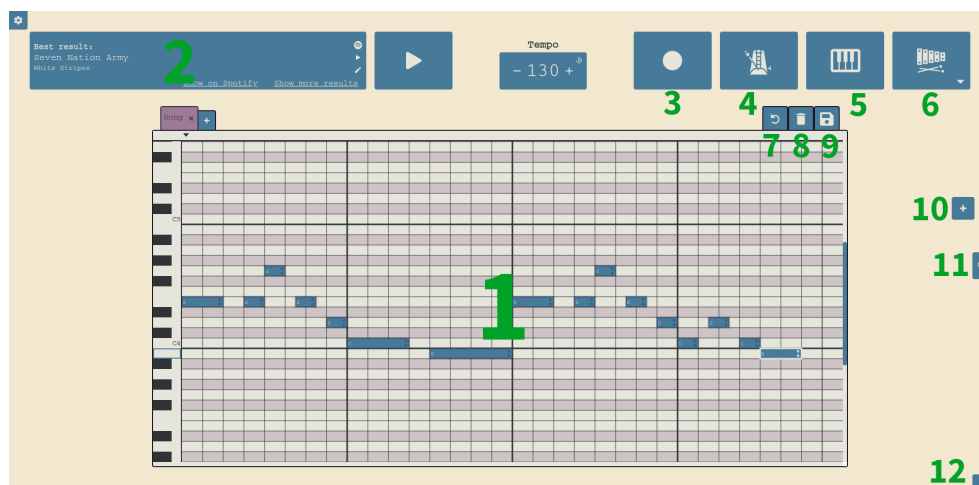 Best result:
Seven Nation Army
White Stripes
Show on Spotify Show more results
2
Tempo
- 130 +
3
4
5
6
Song × +
7
8
9
C5
10
11
1
C4
12